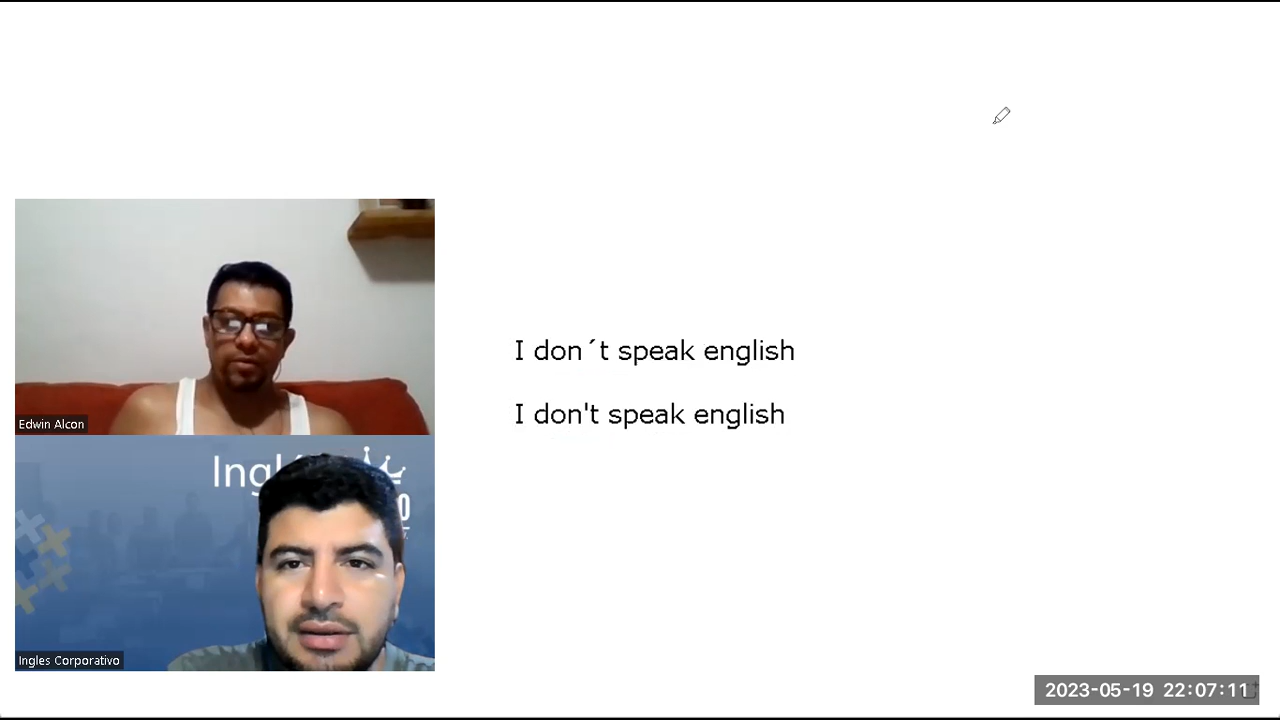 I don´t speak english
I don't speak english
Edwin Alcon
Ingles Corporativo
2023-05-19 22:07:11